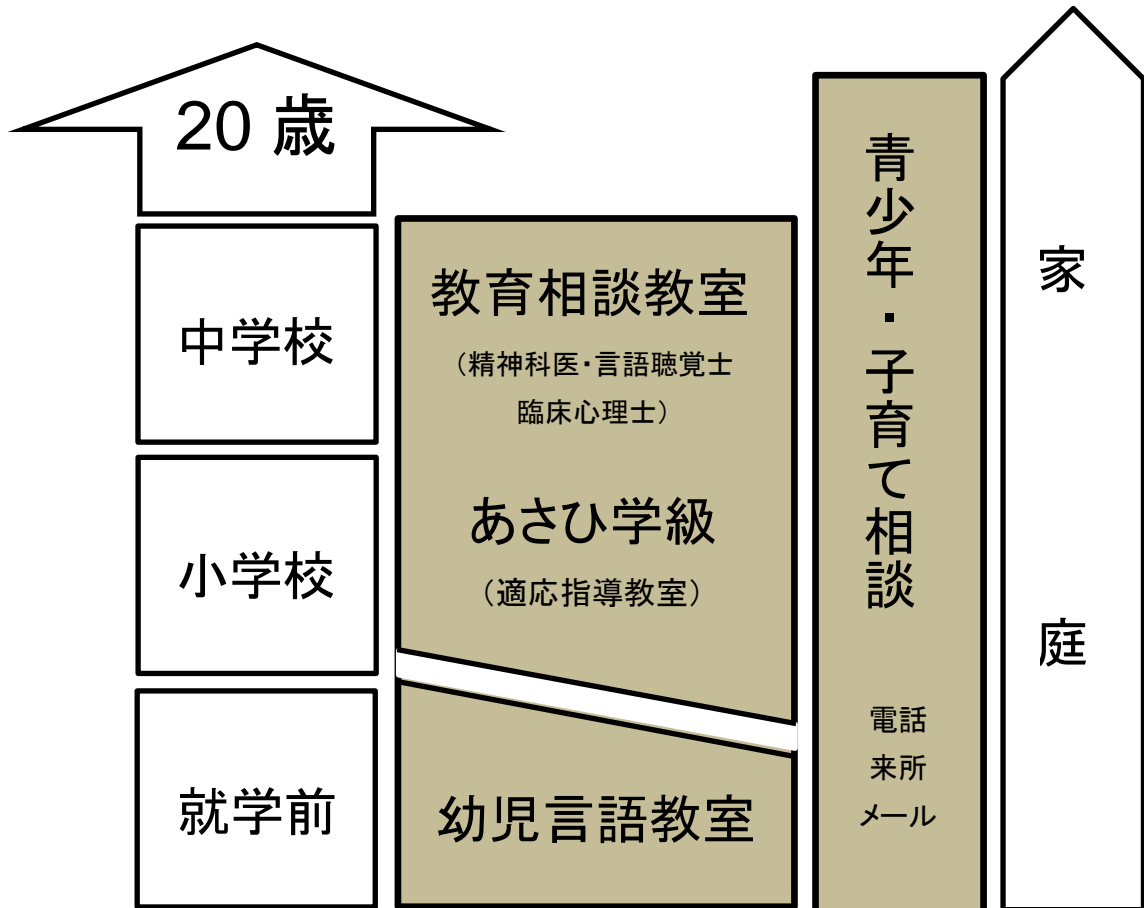 20 歳
中学校
小学校
就学前
教育相談教室
（精神科医・言語聴覚士
臨床心理士）
あさひ学級
（適応指導教室）
幼児言語教室
青少年・子育て相談
電話
来所
メール
家庭